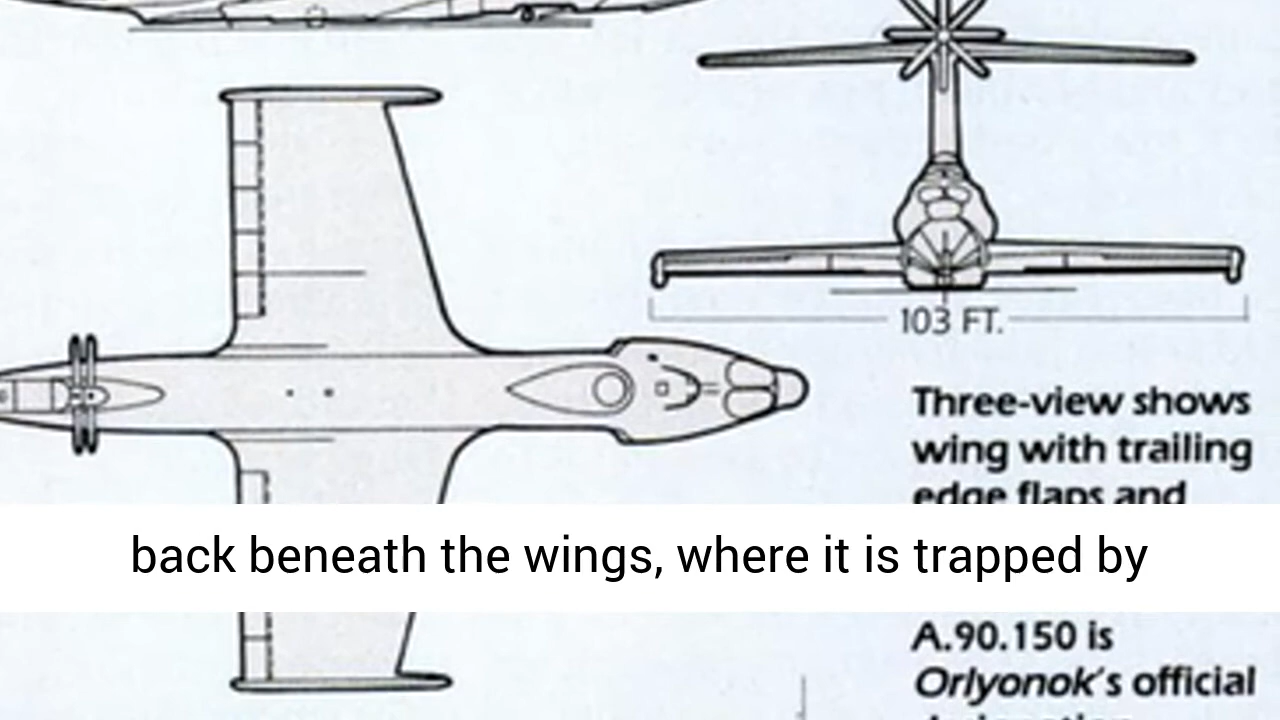 103 FT.
Three-view shows
wing with trailing
edge flaps and
back beneath the wings, where it is trapped by
A.90.150 is
Orlyonok's official